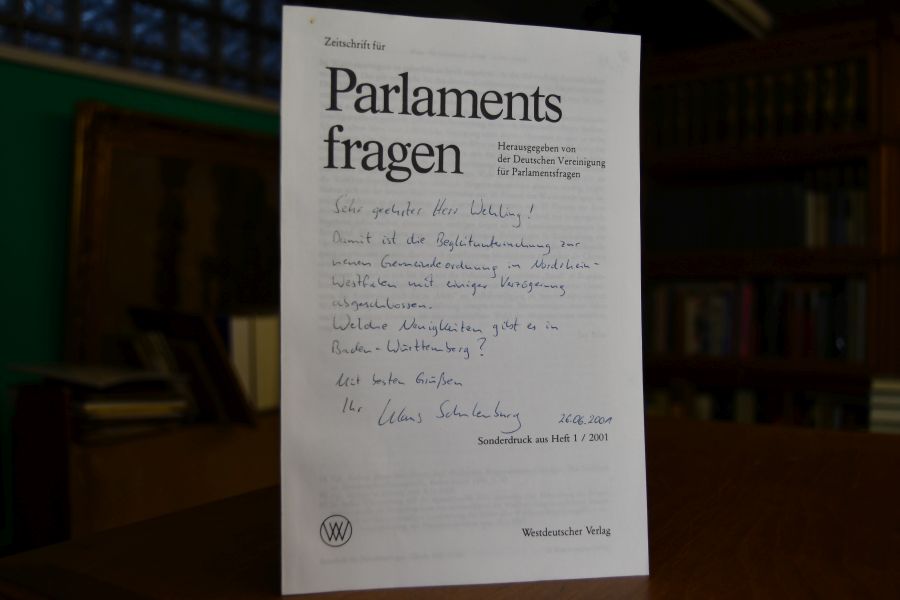 Zeitschrift für
Parlaments
fragen
Herausgegeben von
der Deutschen Vereinigung
für Parlamentsfragen
Sehr geehrter Herr Wehling!
Damit ist die Begleituntersuchung zur
neuen Gemeindeordnung in Nordrhein-
Westfalen mit einiger Verzögerung
abgeschlossen.
Welche Neuigkeiten gibt es in
Baden-Württemberg?
Mit besten Grüßen
Ihr Klaus Schulenburg 26.06.2001
Sonderdruck aus Heft 1 / 2001
Westdeutscher Verlag